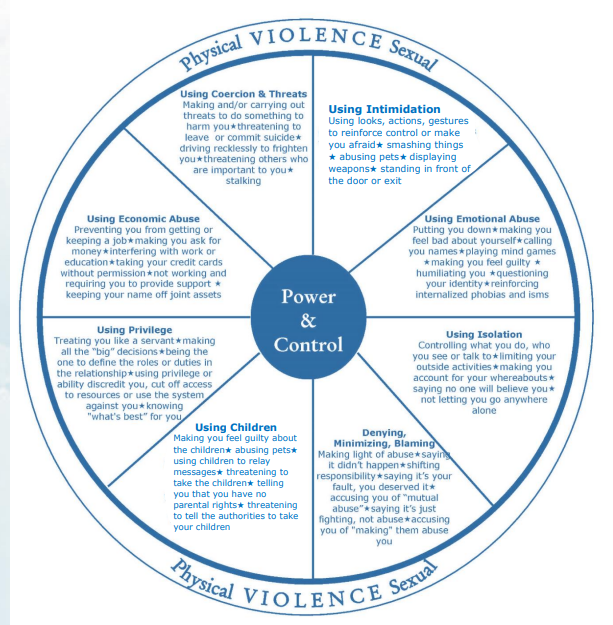 Physical VIOLENCE Sexual
Using Coercion & Threats
Making and/or carrying out
threats to do something to
harm you★threatening to
leave or commit suicide★
driving recklessly to frighten
you★threatening others who
are important to you★
stalking
Using Intimidation
Using looks, actions, gestures
to reinforce control or make
you afraid★ smashing things
★ abusing pets★ displaying
weapons★ standing in front of
the door or exit
Using Economic Abuse
Preventing you from getting or
keeping a job★making you ask for
money★interfering with work or
education★taking your credit cards
without permission★not working and
requiring you to provide support ★
keeping your name off joint assets
Using Emotional Abuse
Putting you down★making you
feel bad about yourself★calling
you names★playing mind games
★making you feel guilty ★
humiliating you ★questioning
your identity★reinforcing
internalized phobias and isms
Power
&
Control
Using Privilege
Treating you like a servant★making
all the "big" decisions★being the
one to define the roles or duties in
the relationship★using privilege or
ability discredit you, cut off access
to resources or use the system
against you★knowing
"what's best" for you
Using Isolation
Controlling what you do, who
you see or talk to★limiting your
outside activities★making you
account for your whereabouts★
saying no one will believe you★
not letting you go anywhere
alone
Using Children
Making you feel guilty about
the children★ abusing pets★
using children to relay
messages★ threatening to
take the children★ telling
you that you have no
parental rights★ threatening
to tell the authorities to take
your children
Denying,
Minimizing, Blaming
Making light of abuse★saying
it didn't happen★shifting
responsibility★saying it's your
fault, you deserved it★
accusing you of "mutual
abuse"★saying it's just
fighting, not abuse★accusing
you of "making" them abuse
you
Physical VIOLENCE Sexual